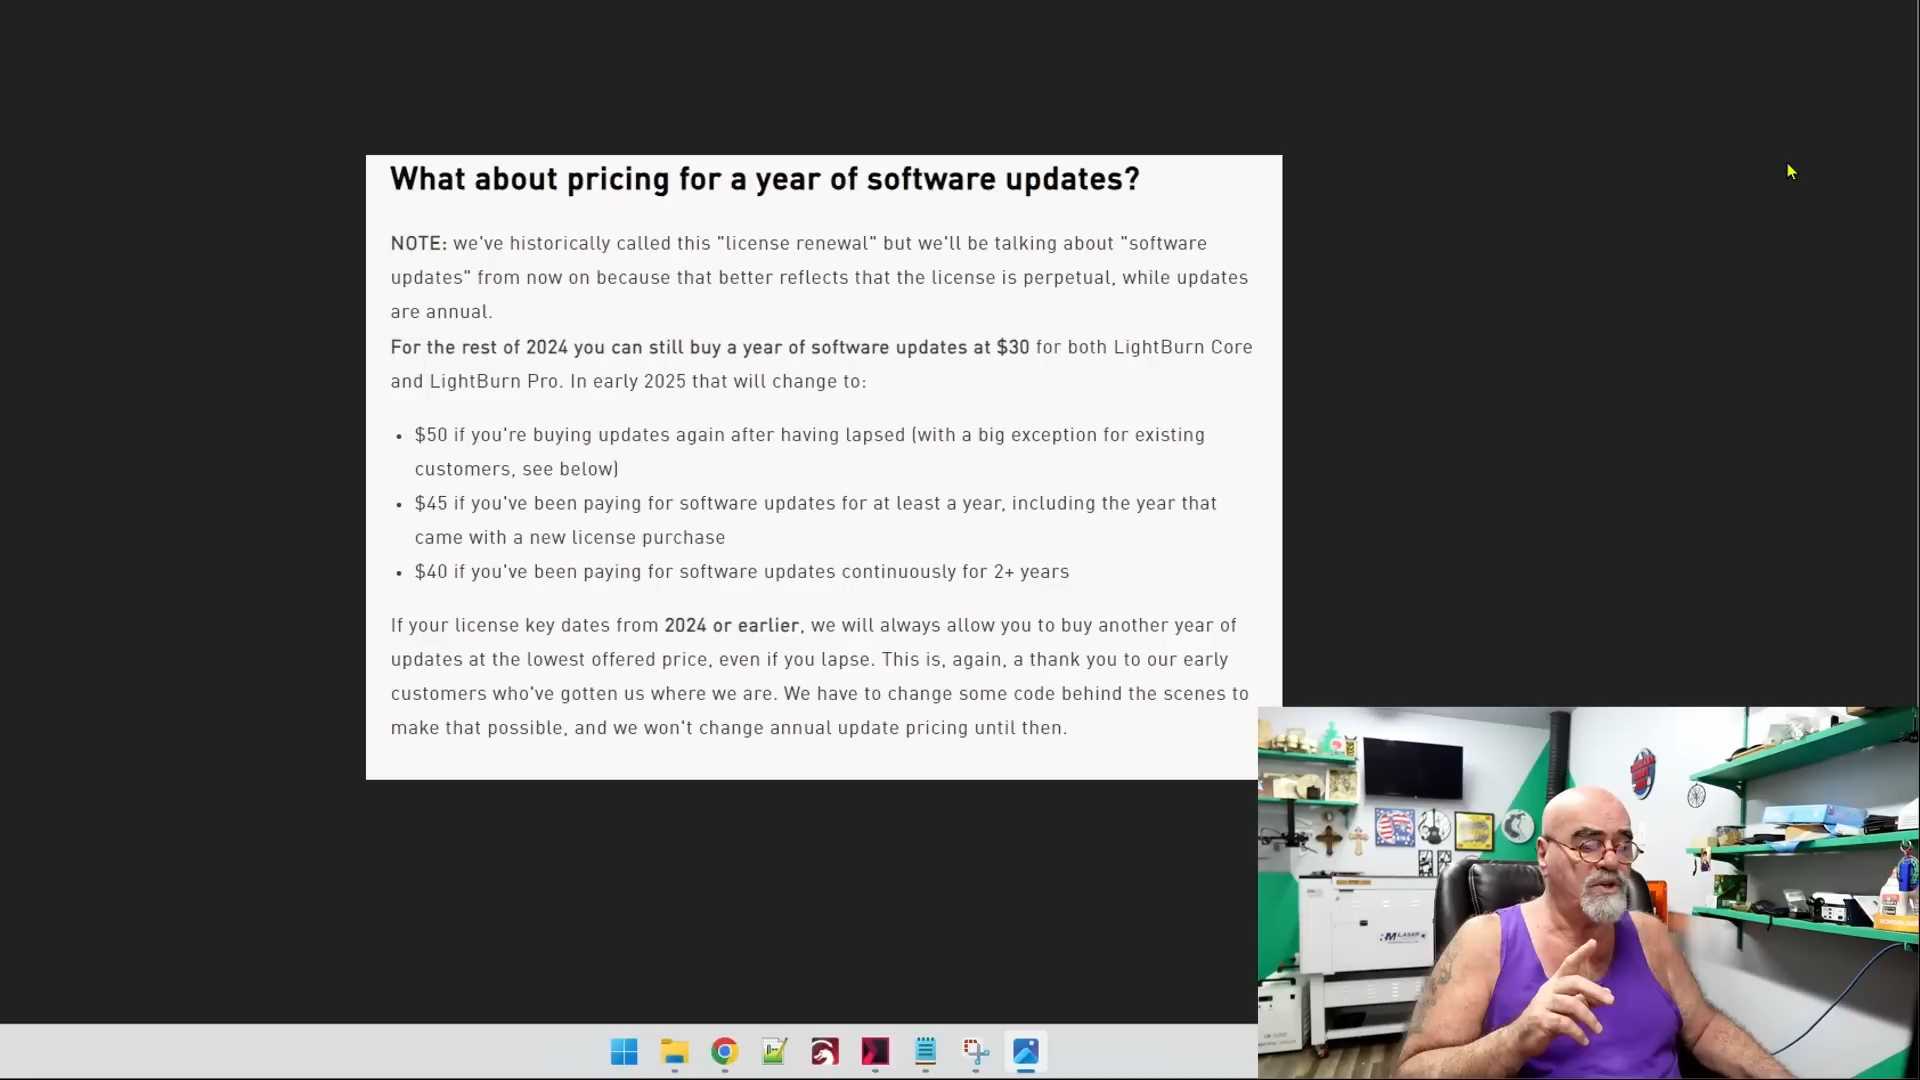 What about pricing for a year of software updates?
NOTE: we've historically called this "license renewal" but we'll be talking about "software
updates" from now on because that better reflects that the license is perpetual, while updates
are annual.
For the rest of 2024 you can still buy a year of software updates at $30 for both LightBurn Core
and LightBurn Pro. In early 2025 that will change to:
• $50 if you're buying updates again after having lapsed (with a big exception for existing
customers, see below)
• $45 if you've been paying for software updates for at least a year, including the year that
came with a new license purchase
• $40 if you've been paying for software updates continuously for 2+ years
If your license key dates from 2024 or earlier, we will always allow you to buy another year of
updates at the lowest offered price, even if you lapse. This is, again, a thank you to our early
customers who've gotten us where we are. We have to change some code behind the scenes to
make that possible, and we won't change annual update pricing until then.